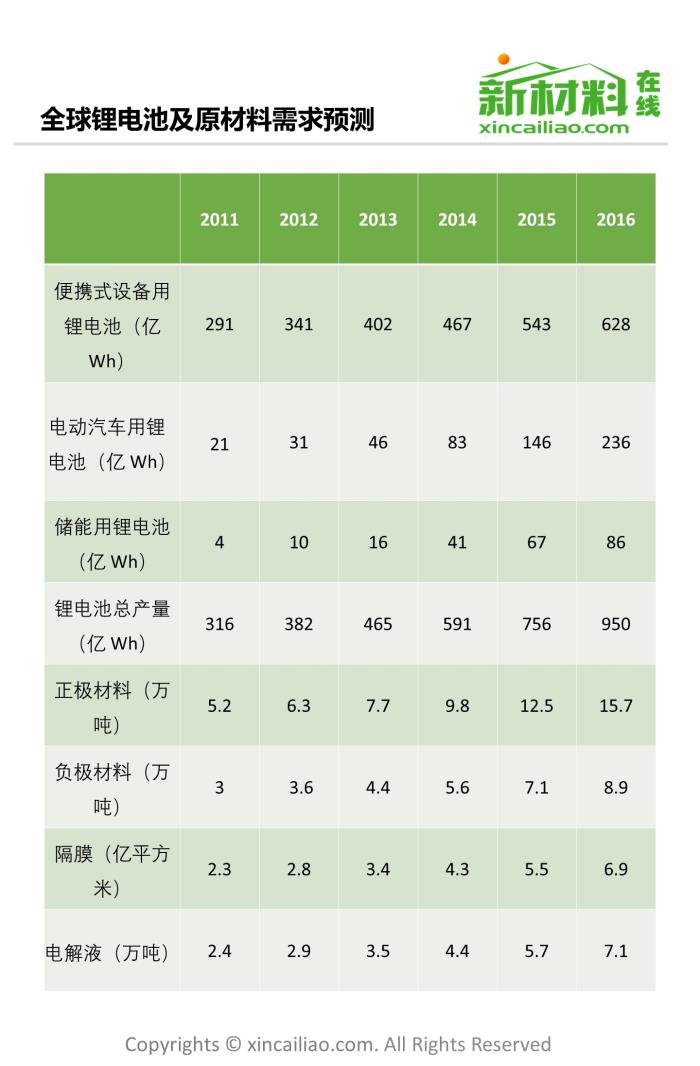 新材料在线
xincailiao.com
全球锂电池及原材料需求预测
2011 2012 2013 2014 2015 2016
便携式设备用
锂电池（亿
Wh）
291 341 402 467 543 628
电动汽车用锂
电池（亿 Wh）
21 31 46 83 146 236
储能用锂电池
（亿 Wh）
4 10 16 41 67 86
锂电池总产量
（亿 Wh）
316 382 465 591 756 950
正极材料（万
吨）
5.2 6.3 7.7 9.8 12.5 15.7
负极材料（万
吨）
3 3.6 4.4 5.6 7.1 8.9
隔膜（亿平方
米）
2.3 2.8 3.4 4.3 5.5 6.9
电解液（万吨） 2.4 2.9 3.5 4.4 5.7 7.1
Copyrights © xincailiao.com. All Rights Reserved